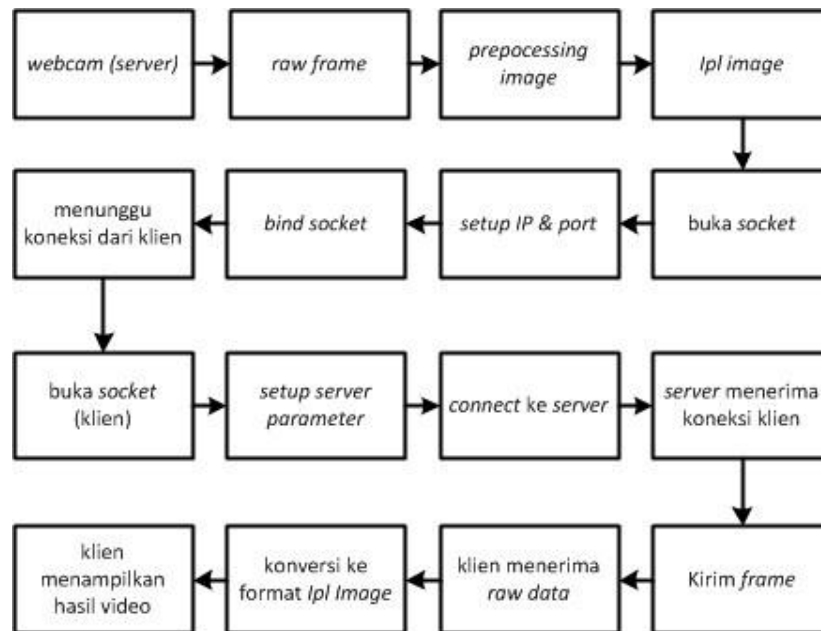 webcam (server)
raw frame
prepocessing
image
Ipl image
buka socket
setup IP & port
bind socket
menunggu
koneksi dari klien
buka socket
(klien)
setup server
parameter
connect ke server
server menerima
koneksi klien
Kirim frame
klien menerima
raw data
konversi ke
format Ipl Image
klien
menampilkan
hasil video